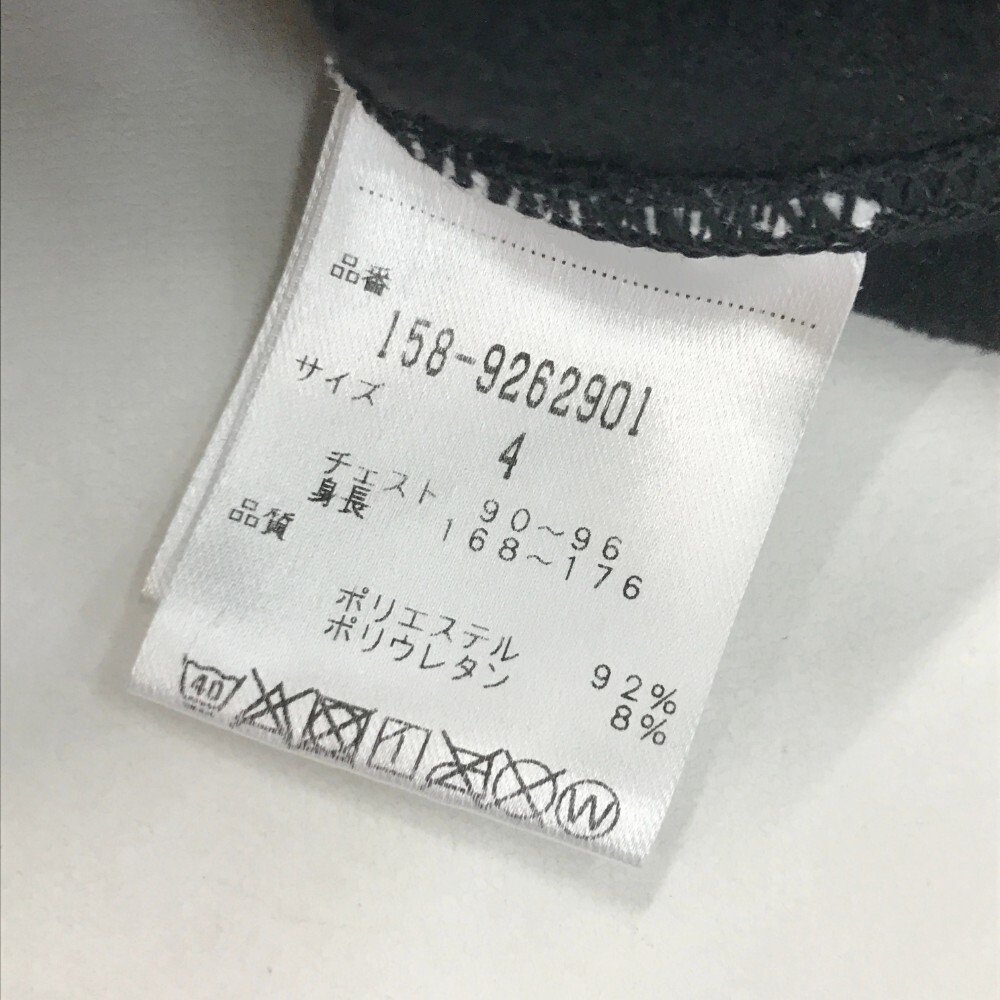 品番
158-9262901
サイズ
4
チェスト 90~96
身長 168~176
品質
ポリエステル 92%
ポリウレタン 8%
40
W